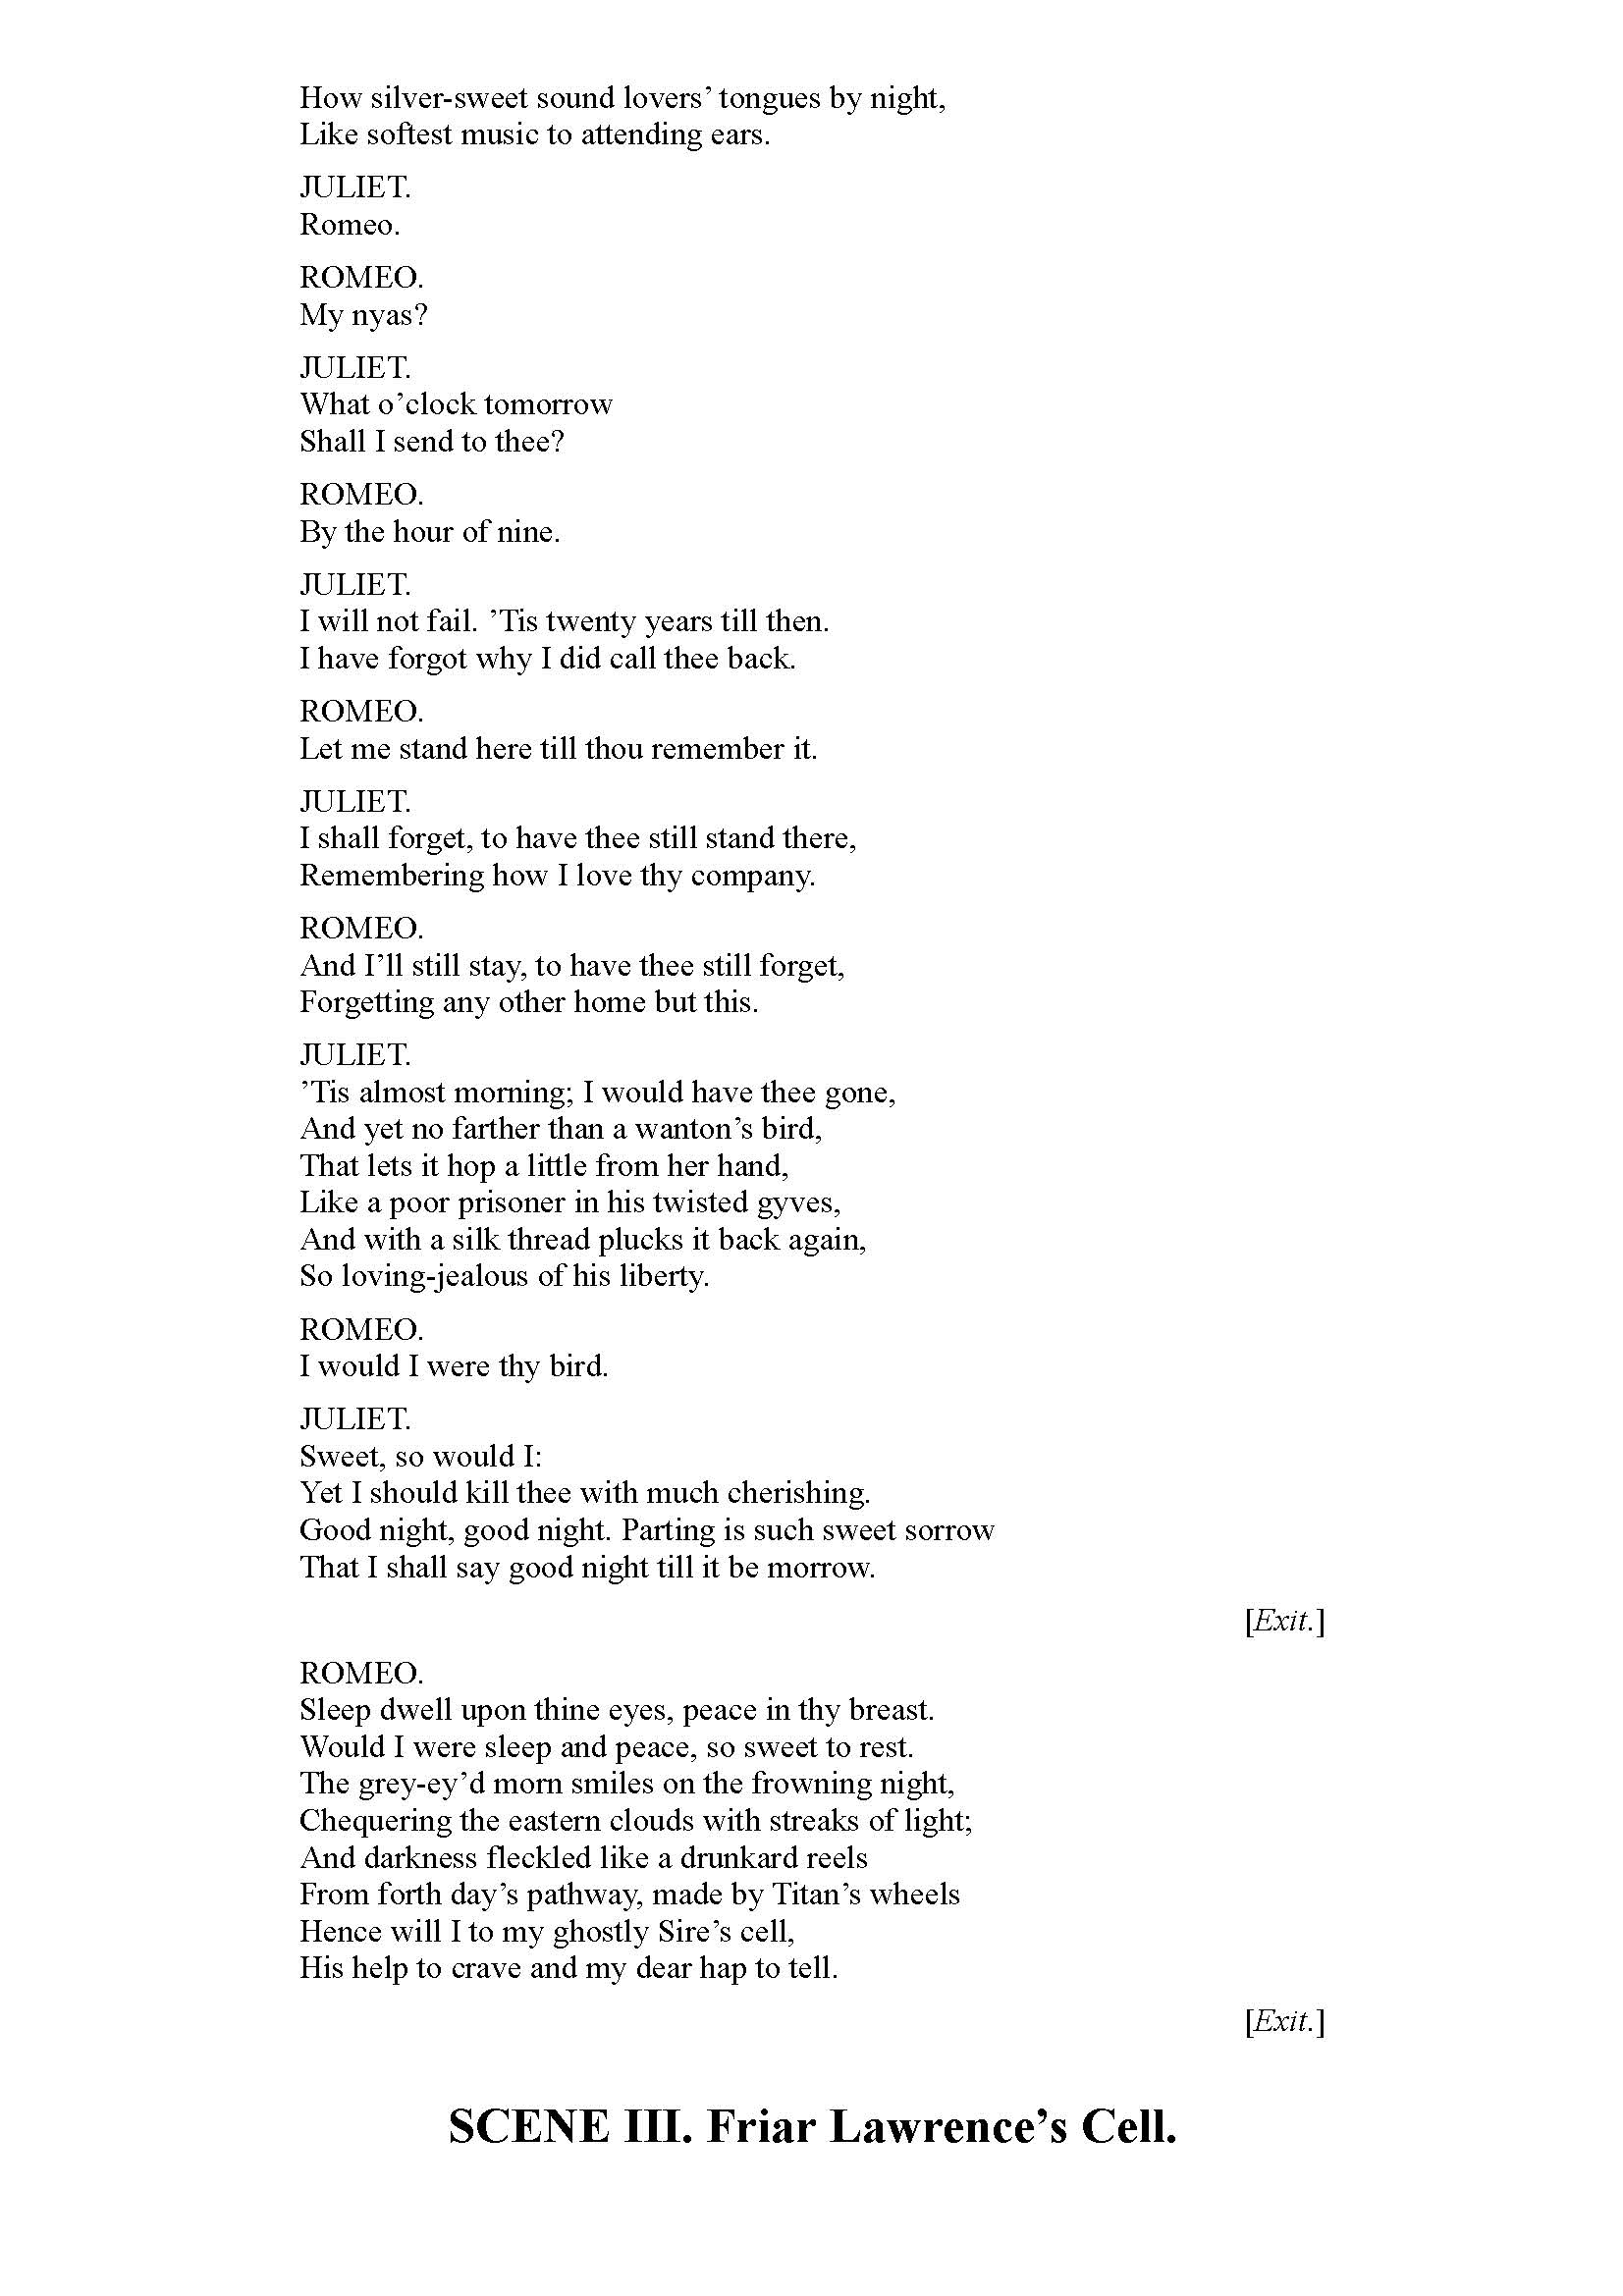 How silver-sweet sound lovers’ tongues by night,
Like softest music to attending ears.
JULIET.
Romeo.
ROMEO.
My nyas?
JULIET.
What o’clock tomorrow
Shall I send to thee?
ROMEO.
By the hour of nine.
JULIET.
I will not fail. ’Tis twenty years till then.
I have forgot why I did call thee back.
ROMEO.
Let me stand here till thou remember it.
JULIET.
I shall forget, to have thee still stand there,
Remembering how I love thy company.
ROMEO.
And I’ll still stay, to have thee still forget,
Forgetting any other home but this.
JULIET.
’Tis almost morning; I would have thee gone,
And yet no farther than a wanton’s bird,
That lets it hop a little from her hand,
Like a poor prisoner in his twisted gyves,
And with a silk thread plucks it back again,
So loving-jealous of his liberty.
ROMEO.
I would I were thy bird.
JULIET.
Sweet, so would I:
Yet I should kill thee with much cherishing.
Good night, good night. Parting is such sweet sorrow
That I shall say good night till it be morrow.
[Exit.]
ROMEO.
Sleep dwell upon thine eyes, peace in thy breast.
Would I were sleep and peace, so sweet to rest.
The grey-ey’d morn smiles on the frowning night,
Chequering the eastern clouds with streaks of light;
And darkness fleckled like a drunkard reels
From forth day’s pathway, made by Titan’s wheels
Hence will I to my ghostly Sire’s cell,
His help to crave and my dear hap to tell.
[Exit.]
SCENE III. Friar Lawrence’s Cell.